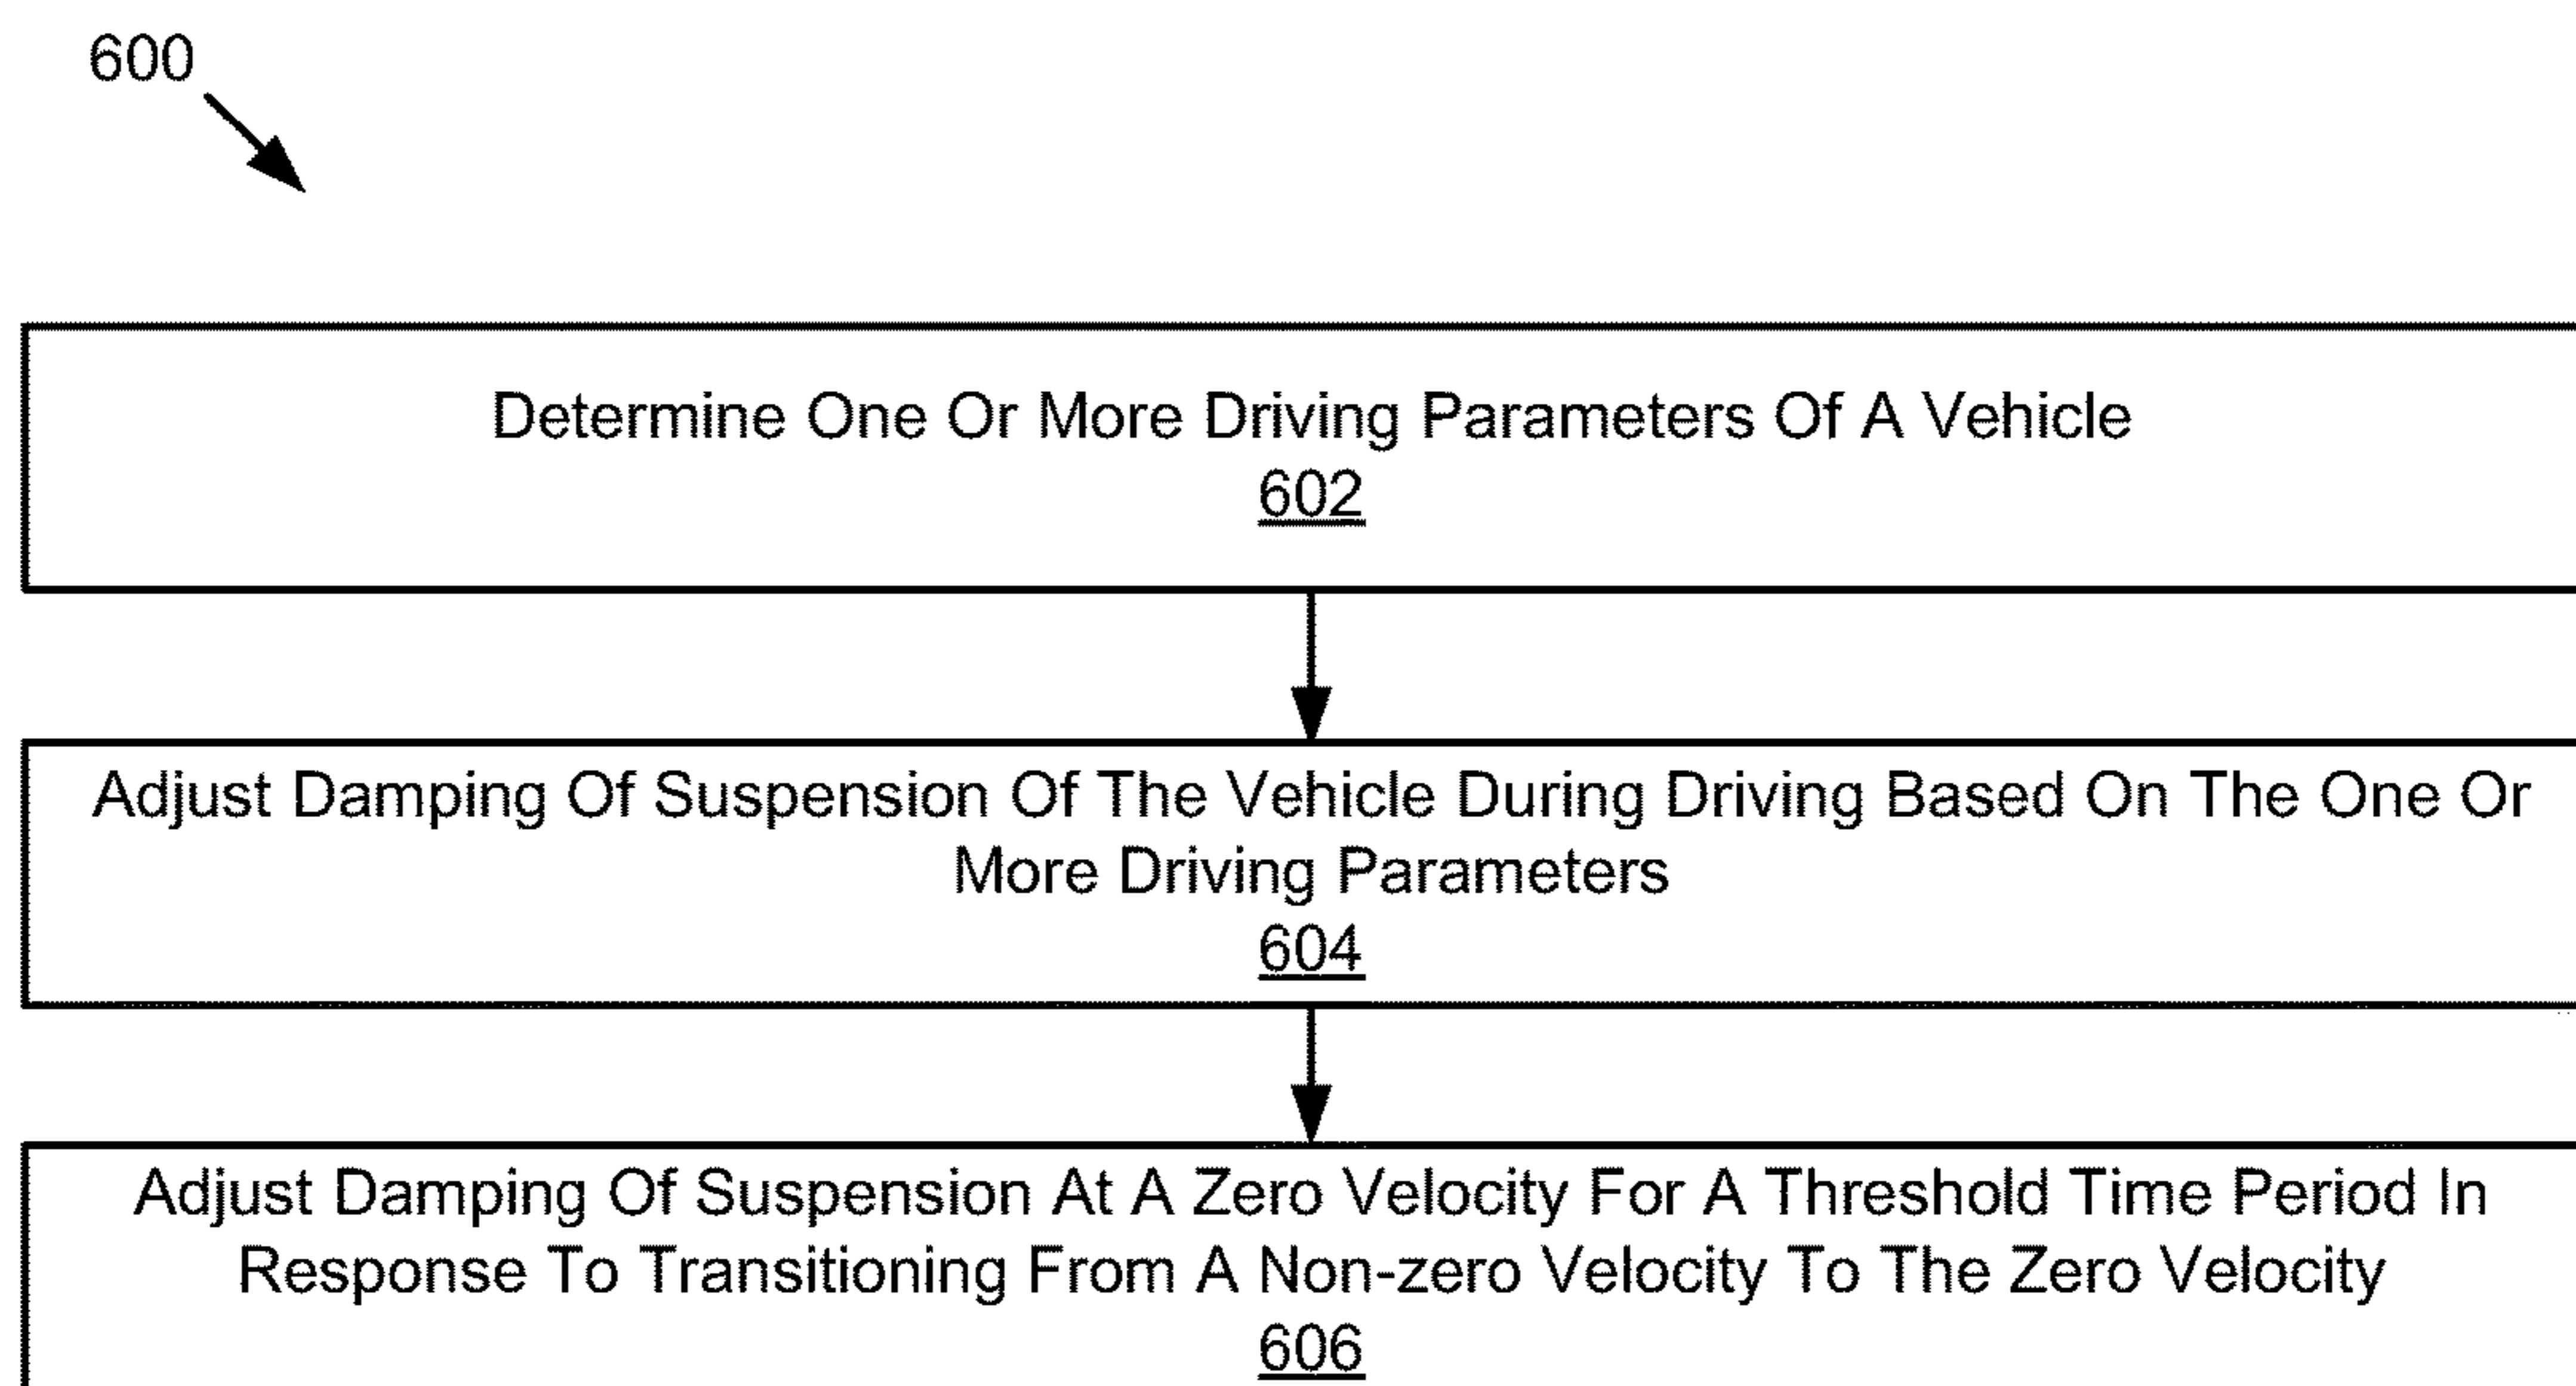 600
Determine One Or More Driving Parameters Of A Vehicle
602
Adjust Damping Of Suspension Of The Vehicle During Driving Based On The One Or
More Driving Parameters
604
Adjust Damping Of Suspension At A Zero Velocity For A Threshold Time Period In
Response To Transitioning From A Non-zero Velocity To The Zero Velocity
606